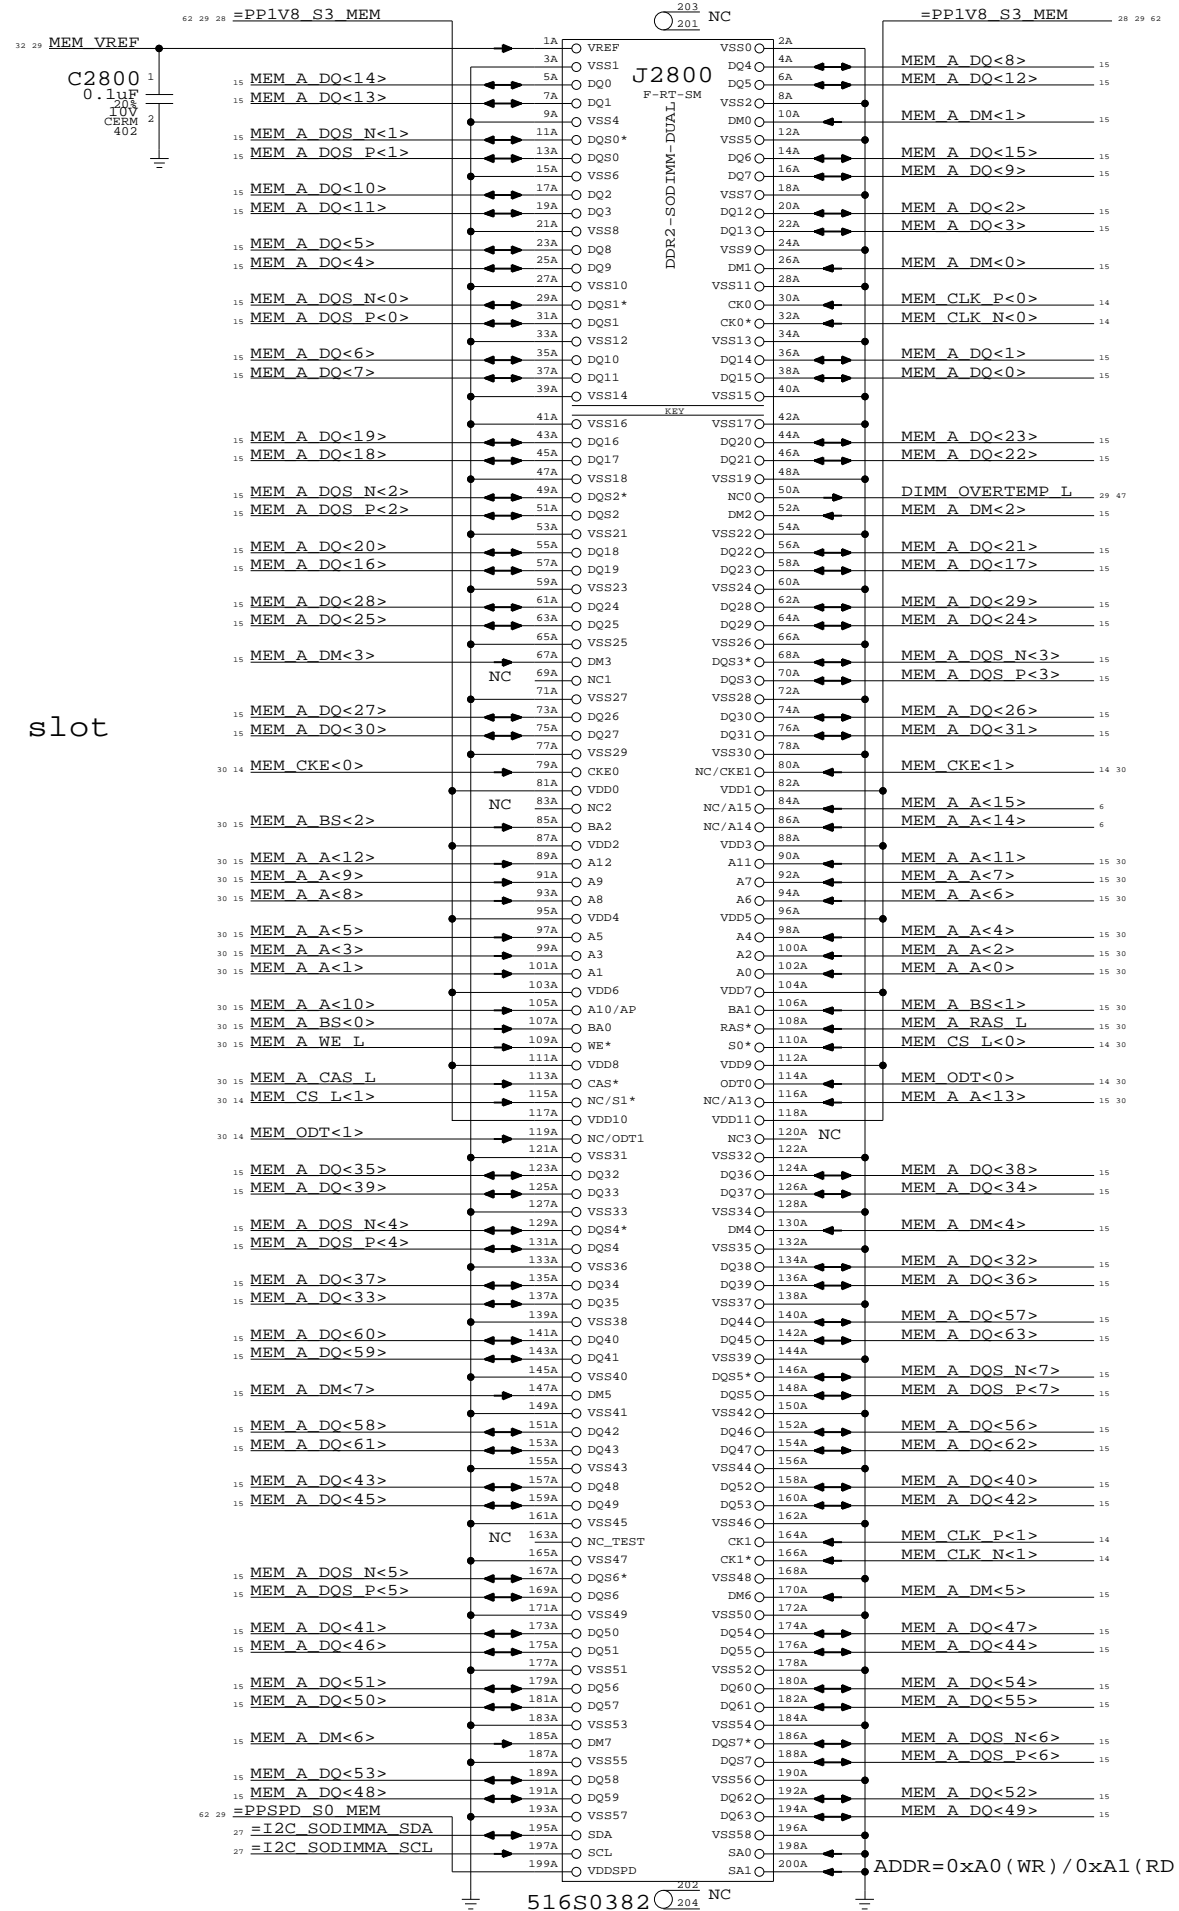 62 29 28 =PP1V8_S3_MEM 203 NC =PP1V8_S3_MEM 28 29 62
201
32 29 MEM_VREF 1A VREF VSS0 2A
3A VSS1 J2800 DQ4 4A MEM_A_DQ<8> 15
C2800 1
0.1uF
20%
10V
CERM 2
402
15 MEM_A_DQ<14> 5A DQ0 F-RT-SM DQ5 6A MEM_A_DQ<12> 15
15 MEM_A_DQ<13> 7A DQ1 VSS2 8A
DDR2-SODIMM-DUAL
9A VSS4 DM0 10A MEM_A_DM<1> 15
15 MEM_A_DQS_N<1> 11A DQS0* VSS5 12A
15 MEM_A_DQS_P<1> 13A DQS0 DQ6 14A MEM_A_DQ<15> 15
15A VSS6 DQ7 16A MEM_A_DQ<9> 15
15 MEM_A_DQ<10> 17A DQ2 VSS7 18A
15 MEM_A_DQ<11> 19A DQ3 DQ12 20A MEM_A_DQ<2> 15
21A VSS8 DQ13 22A MEM_A_DQ<3> 15
15 MEM_A_DQ<5> 23A DQ8 VSS9 24A
15 MEM_A_DQ<4> 25A DQ9 DM1 26A MEM_A_DM<0> 15
27A VSS10 VSS11 28A
15 MEM_A_DQS_N<0> 29A DQS1* CK0 30A MEM_CLK_P<0> 14
15 MEM_A_DQS_P<0> 31A DQS1 CK0* 32A MEM_CLK_N<0> 14
33A VSS12 VSS13 34A
15 MEM_A_DQ<6> 35A DQ10 DQ14 36A MEM_A_DQ<1> 15
15 MEM_A_DQ<7> 37A DQ11 DQ15 38A MEM_A_DQ<0> 15
39A VSS14 VSS15 40A
KEY
41A VSS16 VSS17 42A
15 MEM_A_DQ<19> 43A DQ16 DQ20 44A MEM_A_DQ<23> 15
15 MEM_A_DQ<18> 45A DQ17 DQ21 46A MEM_A_DQ<22> 15
47A VSS18 VSS19 48A
15 MEM_A_DQS_N<2> 49A DQS2* NC0 50A DIMM_OVERTEMP_L 29 47
15 MEM_A_DQS_P<2> 51A DQS2 DM2 52A MEM_A_DM<2> 15
53A VSS21 VSS22 54A
15 MEM_A_DQ<20> 55A DQ18 DQ22 56A MEM_A_DQ<21> 15
15 MEM_A_DQ<16> 57A DQ19 DQ23 58A MEM_A_DQ<17> 15
59A VSS23 VSS24 60A
15 MEM_A_DQ<28> 61A DQ24 DQ28 62A MEM_A_DQ<29> 15
15 MEM_A_DQ<25> 63A DQ25 DQ29 64A MEM_A_DQ<24> 15
65A VSS25 VSS26 66A
15 MEM_A_DM<3> 67A DM3 DQS3* 68A MEM_A_DQS_N<3> 15
NC 69A NC1 DQS3 70A MEM_A_DQS_P<3> 15
71A VSS27 VSS28 72A
slot
15 MEM_A_DQ<27> 73A DQ26 DQ30 74A MEM_A_DQ<26> 15
15 MEM_A_DQ<30> 75A DQ27 DQ31 76A MEM_A_DQ<31> 15
77A VSS29 VSS30 78A
30 14 MEM_CKE<0> 79A CKE0 NC/CKE1 80A MEM_CKE<1> 14 30
81A VDD0 VDD1 82A
NC 83A NC2 NC/A15 84A MEM_A_A<15> 6
30 15 MEM_A_BS<2> 85A BA2 NC/A14 86A MEM_A_A<14> 6
87A VDD2 VDD3 88A
30 15 MEM_A_A<12> 89A A12 A11 90A MEM_A_A<11> 15 30
30 15 MEM_A_A<9> 91A A9 A7 92A MEM_A_A<7> 15 30
30 15 MEM_A_A<8> 93A A8 A6 94A MEM_A_A<6> 15 30
95A VDD4 VDD5 96A
30 15 MEM_A_A<5> 97A A5 A4 98A MEM_A_A<4> 15 30
30 15 MEM_A_A<3> 99A A3 A2 100A MEM_A_A<2> 15 30
30 15 MEM_A_A<1> 101A A1 A0 102A MEM_A_A<0> 15 30
103A VDD6 VDD7 104A
30 15 MEM_A_A<10> 105A A10/AP BA1 106A MEM_A_BS<1> 15 30
30 15 MEM_A_BS<0> 107A BA0 RAS* 108A MEM_A_RAS_L 15 30
30 15 MEM_A_WE_L 109A WE* S0* 110A MEM_CS_L<0> 14 30
111A VDD8 VDD9 112A
30 15 MEM_A_CAS_L 113A CAS* ODT0 114A MEM_ODT<0> 14 30
30 14 MEM_CS_L<1> 115A NC/S1* NC/A13 116A MEM_A_A<13> 15 30
117A VDD10 VDD11 118A
30 14 MEM_ODT<1> 119A NC/ODT1 NC3 120A NC
121A VSS31 VSS32 122A
15 MEM_A_DQ<35> 123A DQ32 DQ36 124A MEM_A_DQ<38> 15
15 MEM_A_DQ<39> 125A DQ33 DQ37 126A MEM_A_DQ<34> 15
127A VSS33 VSS34 128A
15 MEM_A_DQS_N<4> 129A DQS4* DM4 130A MEM_A_DM<4> 15
15 MEM_A_DQS_P<4> 131A DQS4 VSS35 132A
133A VSS36 DQ38 134A MEM_A_DQ<32> 15
15 MEM_A_DQ<37> 135A DQ34 DQ39 136A MEM_A_DQ<36> 15
15 MEM_A_DQ<33> 137A DQ35 VSS37 138A
139A VSS38 DQ44 140A MEM_A_DQ<57> 15
15 MEM_A_DQ<60> 141A DQ40 DQ45 142A MEM_A_DQ<63> 15
15 MEM_A_DQ<59> 143A DQ41 VSS39 144A
145A VSS40 DQS5* 146A MEM_A_DQS_N<7> 15
15 MEM_A_DM<7> 147A DM5 DQS5 148A MEM_A_DQS_P<7> 15
149A VSS41 VSS42 150A
15 MEM_A_DQ<58> 151A DQ42 DQ46 152A MEM_A_DQ<56> 15
15 MEM_A_DQ<61> 153A DQ43 DQ47 154A MEM_A_DQ<62> 15
155A VSS43 VSS44 156A
15 MEM_A_DQ<43> 157A DQ48 DQ52 158A MEM_A_DQ<40> 15
15 MEM_A_DQ<45> 159A DQ49 DQ53 160A MEM_A_DQ<42> 15
161A VSS45 VSS46 162A
NC 163A NC_TEST CK1 164A MEM_CLK_P<1> 14
165A VSS47 CK1* 166A MEM_CLK_N<1> 14
15 MEM_A_DQS_N<5> 167A DQS6* VSS48 168A
15 MEM_A_DQS_P<5> 169A DQS6 DM6 170A MEM_A_DM<5> 15
171A VSS49 VSS50 172A
15 MEM_A_DQ<41> 173A DQ50 DQ54 174A MEM_A_DQ<47> 15
15 MEM_A_DQ<46> 175A DQ51 DQ55 176A MEM_A_DQ<44> 15
177A VSS51 VSS52 178A
15 MEM_A_DQ<51> 179A DQ56 DQ60 180A MEM_A_DQ<54> 15
15 MEM_A_DQ<50> 181A DQ57 DQ61 182A MEM_A_DQ<55> 15
183A VSS53 VSS54 184A
15 MEM_A_DM<6> 185A DM7 DQS7* 186A MEM_A_DQS_N<6> 15
187A VSS55 DQS7 188A MEM_A_DQS_P<6> 15
15 MEM_A_DQ<53> 189A DQ58 VSS56 190A
15 MEM_A_DQ<48> 191A DQ59 DQ62 192A MEM_A_DQ<52> 15
62 29 =PPSPD_S0_MEM 193A VSS57 DQ63 194A MEM_A_DQ<49> 15
27 =I2C_SODIMMA_SDA 195A SDA VSS58 196A
27 =I2C_SODIMMA_SCL 197A SCL SA0 198A
199A VDDSPD SA1 200A ADDR=0xA0(WR)/0xA1(RD
516S0382 202 NC
204